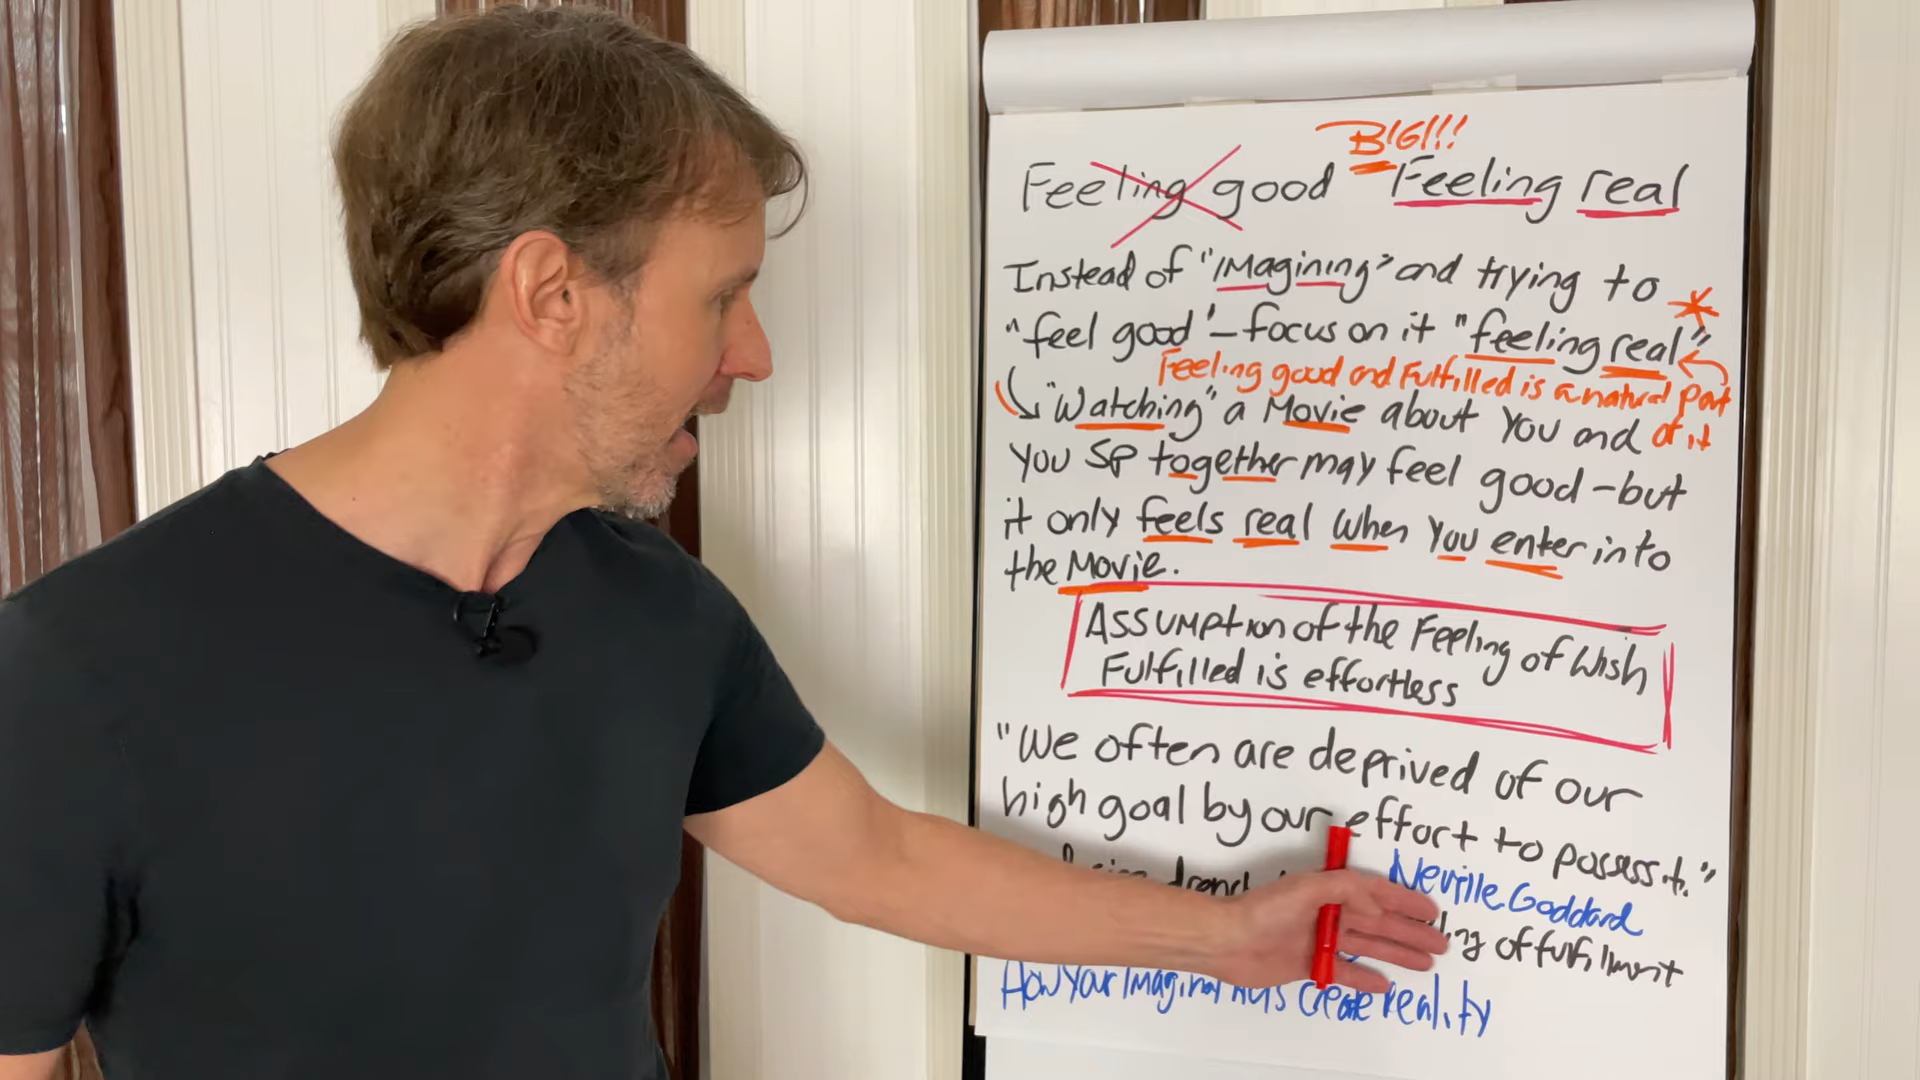 BIG!!!
Feeling good Feeling real
Instead of "IMagining" and trying to
"feel good" - focus on it "feeling real"
Feeling good and Fulfilled is a natural part
of it
"Watching" a Movie about You and
You SP together may feel good - but
it only feels real when You enter into
the Movie.
Assumption of the Feeling of Wish
Fulfilled is effortless
"We often are deprived of our
high goal by our effort to possess it."
Neville Goddard
of fulfillment
How Your Imaginal Acts Create Reality